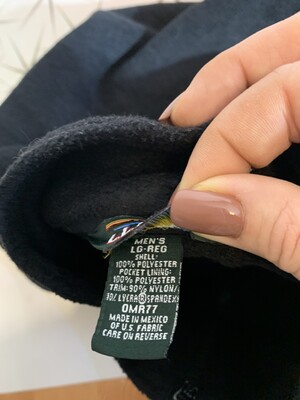 L.L.
MEN'S
LG-REG
SHELL:
100% POLYESTER
POCKET LINING:
100% POLYESTER
TRIM: 90% NYLON/
10% LYCRA®SPANDEX
0MR77
MADE IN MEXICO
OF U.S. FABRIC
CARE ON REVERSE